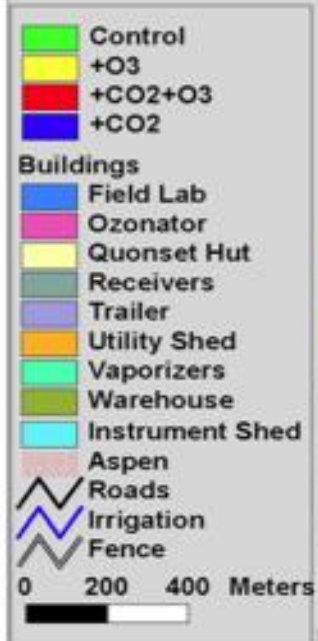 Control
+O3
+CO2+O3
+CO2
Buildings
Field Lab
Ozonator
Quonset Hut
Receivers
Trailer
Utility Shed
Vaporizers
Warehouse
Instrument Shed
Aspen
Roads
Irrigation
Fence
0 200 400 Meters